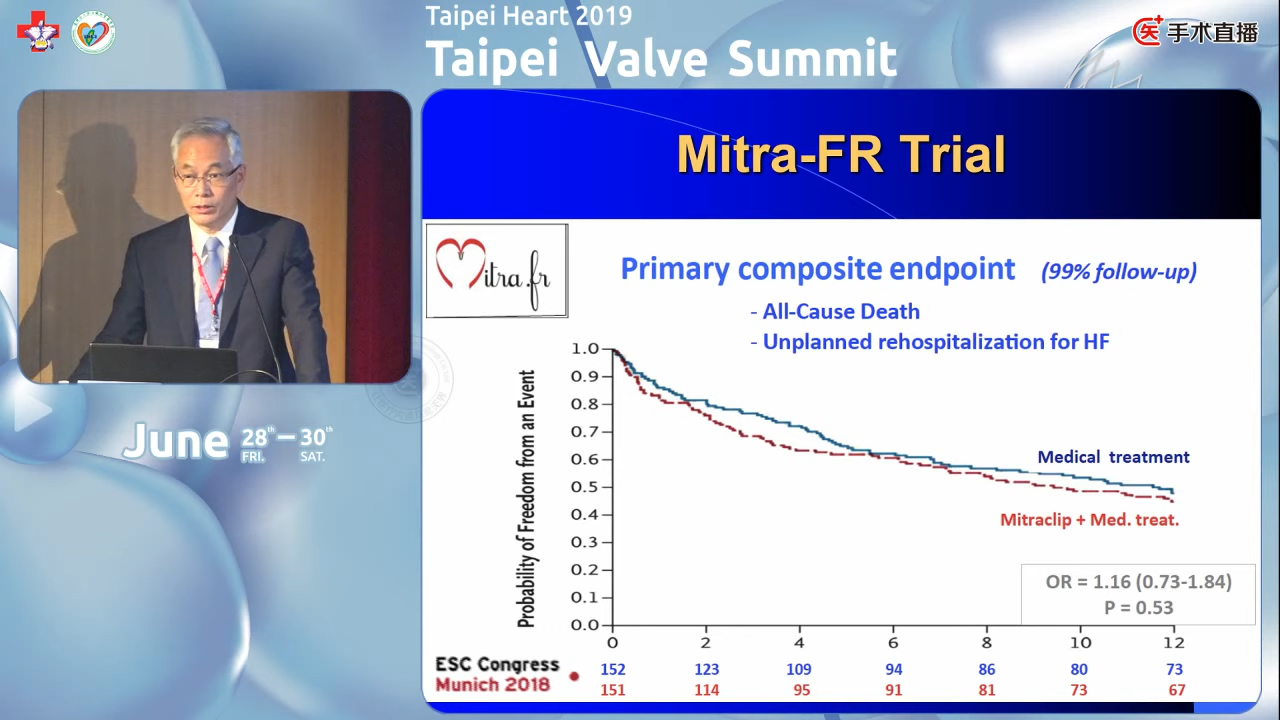 Taipei Heart 2019
Taipei Valve Summit
手术直播
Mitra-FR Trial
Mitra.fr
Primary composite endpoint (99% follow-up)
- All-Cause Death
- Unplanned rehospitalization for HF
Probability of Freedom from an Event
1.0
0.9
0.8
0.7
0.6
0.5
0.4
0.3
0.2
0.1
0.0
Medical treatment
Mitraclip + Med. treat.
OR = 1.16 (0.73-1.84)
P = 0.53
0 2 4 6 8 10 12
152 123 109 94 86 80 73
151 114 95 91 81 73 67
ESC Congress
Munich 2018
June 28th — 30th
FRI. SAT.